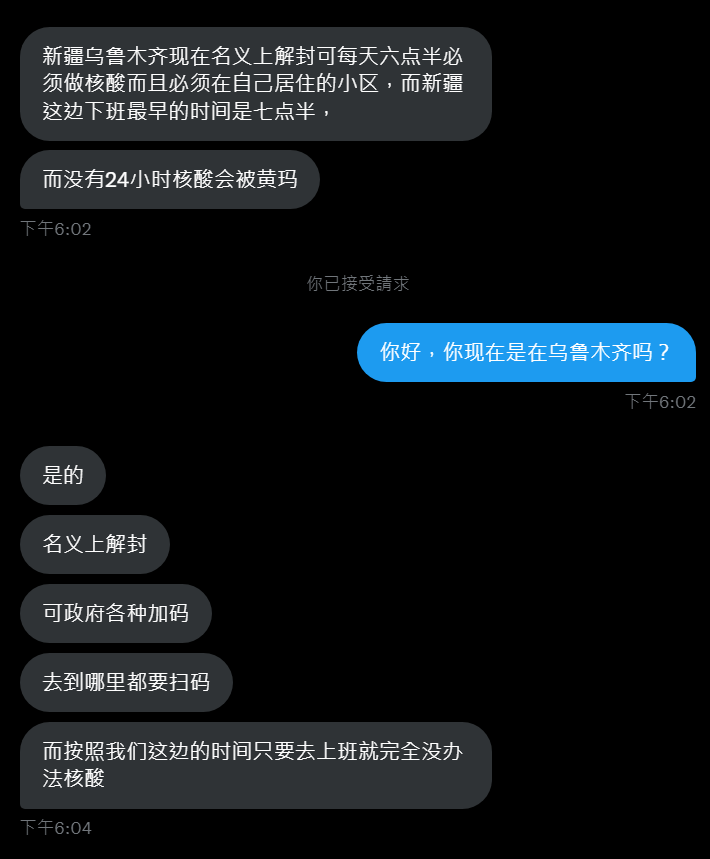 新疆乌鲁木齐现在名义上解封可每天六点半必
须做核酸而且必须在自己居住的小区，而新疆
这边下班最早的时间是七点半，
而没有24小时核酸会被黄玛
下午6:02
你已接受請求
你好，你现在是在乌鲁木齐吗？
下午6:02
是的
名义上解封
可政府各种加码
去到哪里都要扫码
而按照我们这边的时间只要去上班就完全没办
法核酸
下午6:04